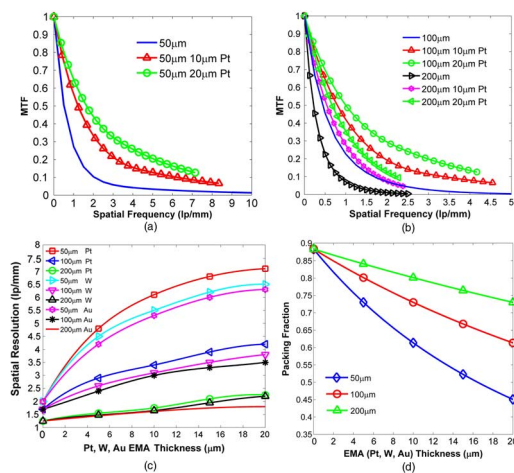 50μm
50μm 10μm Pt
50μm 20μm Pt
MTF
1
0.9
0.8
0.7
0.6
0.5
0.4
0.3
0.2
0.1
0
0 1 2 3 4 5 6 7 8 9 10
Spatial Frequency (lp/mm)
(a)
100μm
100μm 10μm Pt
100μm 20μm Pt
200μm
200μm 10μm Pt
200μm 20μm Pt
MTF
1
0.9
0.8
0.7
0.6
0.5
0.4
0.3
0.2
0.1
0
0 0.5 1 1.5 2 2.5 3 3.5 4 4.5 5
Spatial Frequency (lp/mm)
(b)
50μm Pt
100μm Pt
200μm Pt
50μm W
100μm W
200μm W
50μm Au
100μm Au
200μm Au
Spatial Resolution (lp/mm)
8
7.5
7
6.5
6
5.5
5
4.5
4
3.5
3
2.5
2
1.5
1
0 2 4 6 8 10 12 14 16 18 20
Pt, W, Au EMA Thickness (μm)
(c)
50μm
100μm
200μm
Packing Fraction
0.9
0.85
0.8
0.75
0.7
0.65
0.6
0.55
0.5
0.45
0.4
0.35
0 2 4 6 8 10 12 14 16 18 20
EMA (Pt, W, Au) Thickness (μm)
(d)